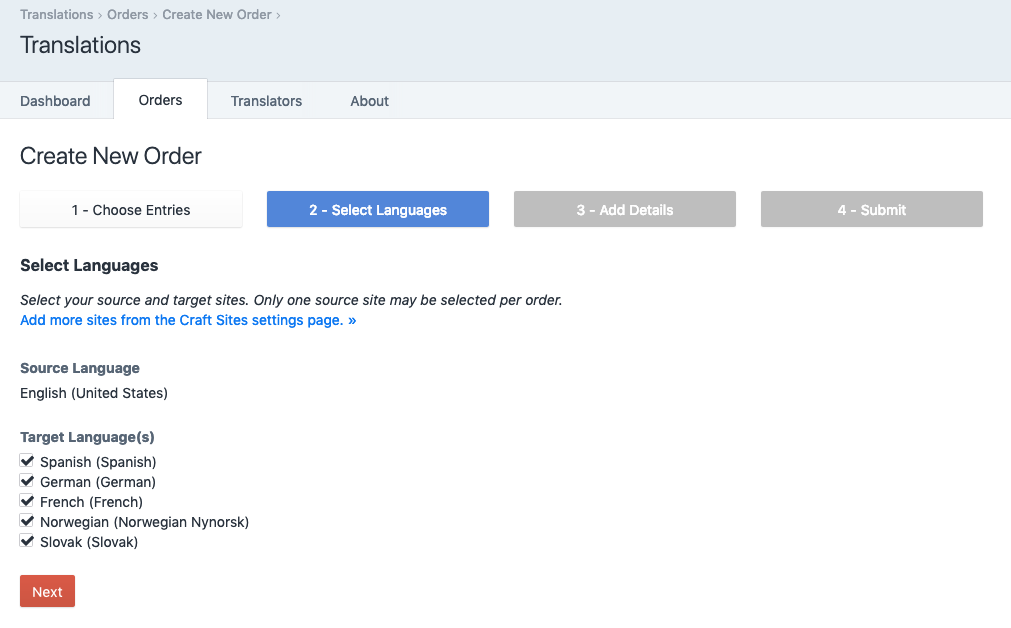 Translations › Orders › Create New Order ›
Translations
Dashboard Orders Translators About
Create New Order
1 - Choose Entries 2 - Select Languages 3 - Add Details 4 - Submit
Select Languages
Select your source and target sites. Only one source site may be selected per order.
Add more sites from the Craft Sites settings page. »
Source Language
English (United States)
Target Language(s)
Spanish (Spanish)
German (German)
French (French)
Norwegian (Norwegian Nynorsk)
Slovak (Slovak)
Next